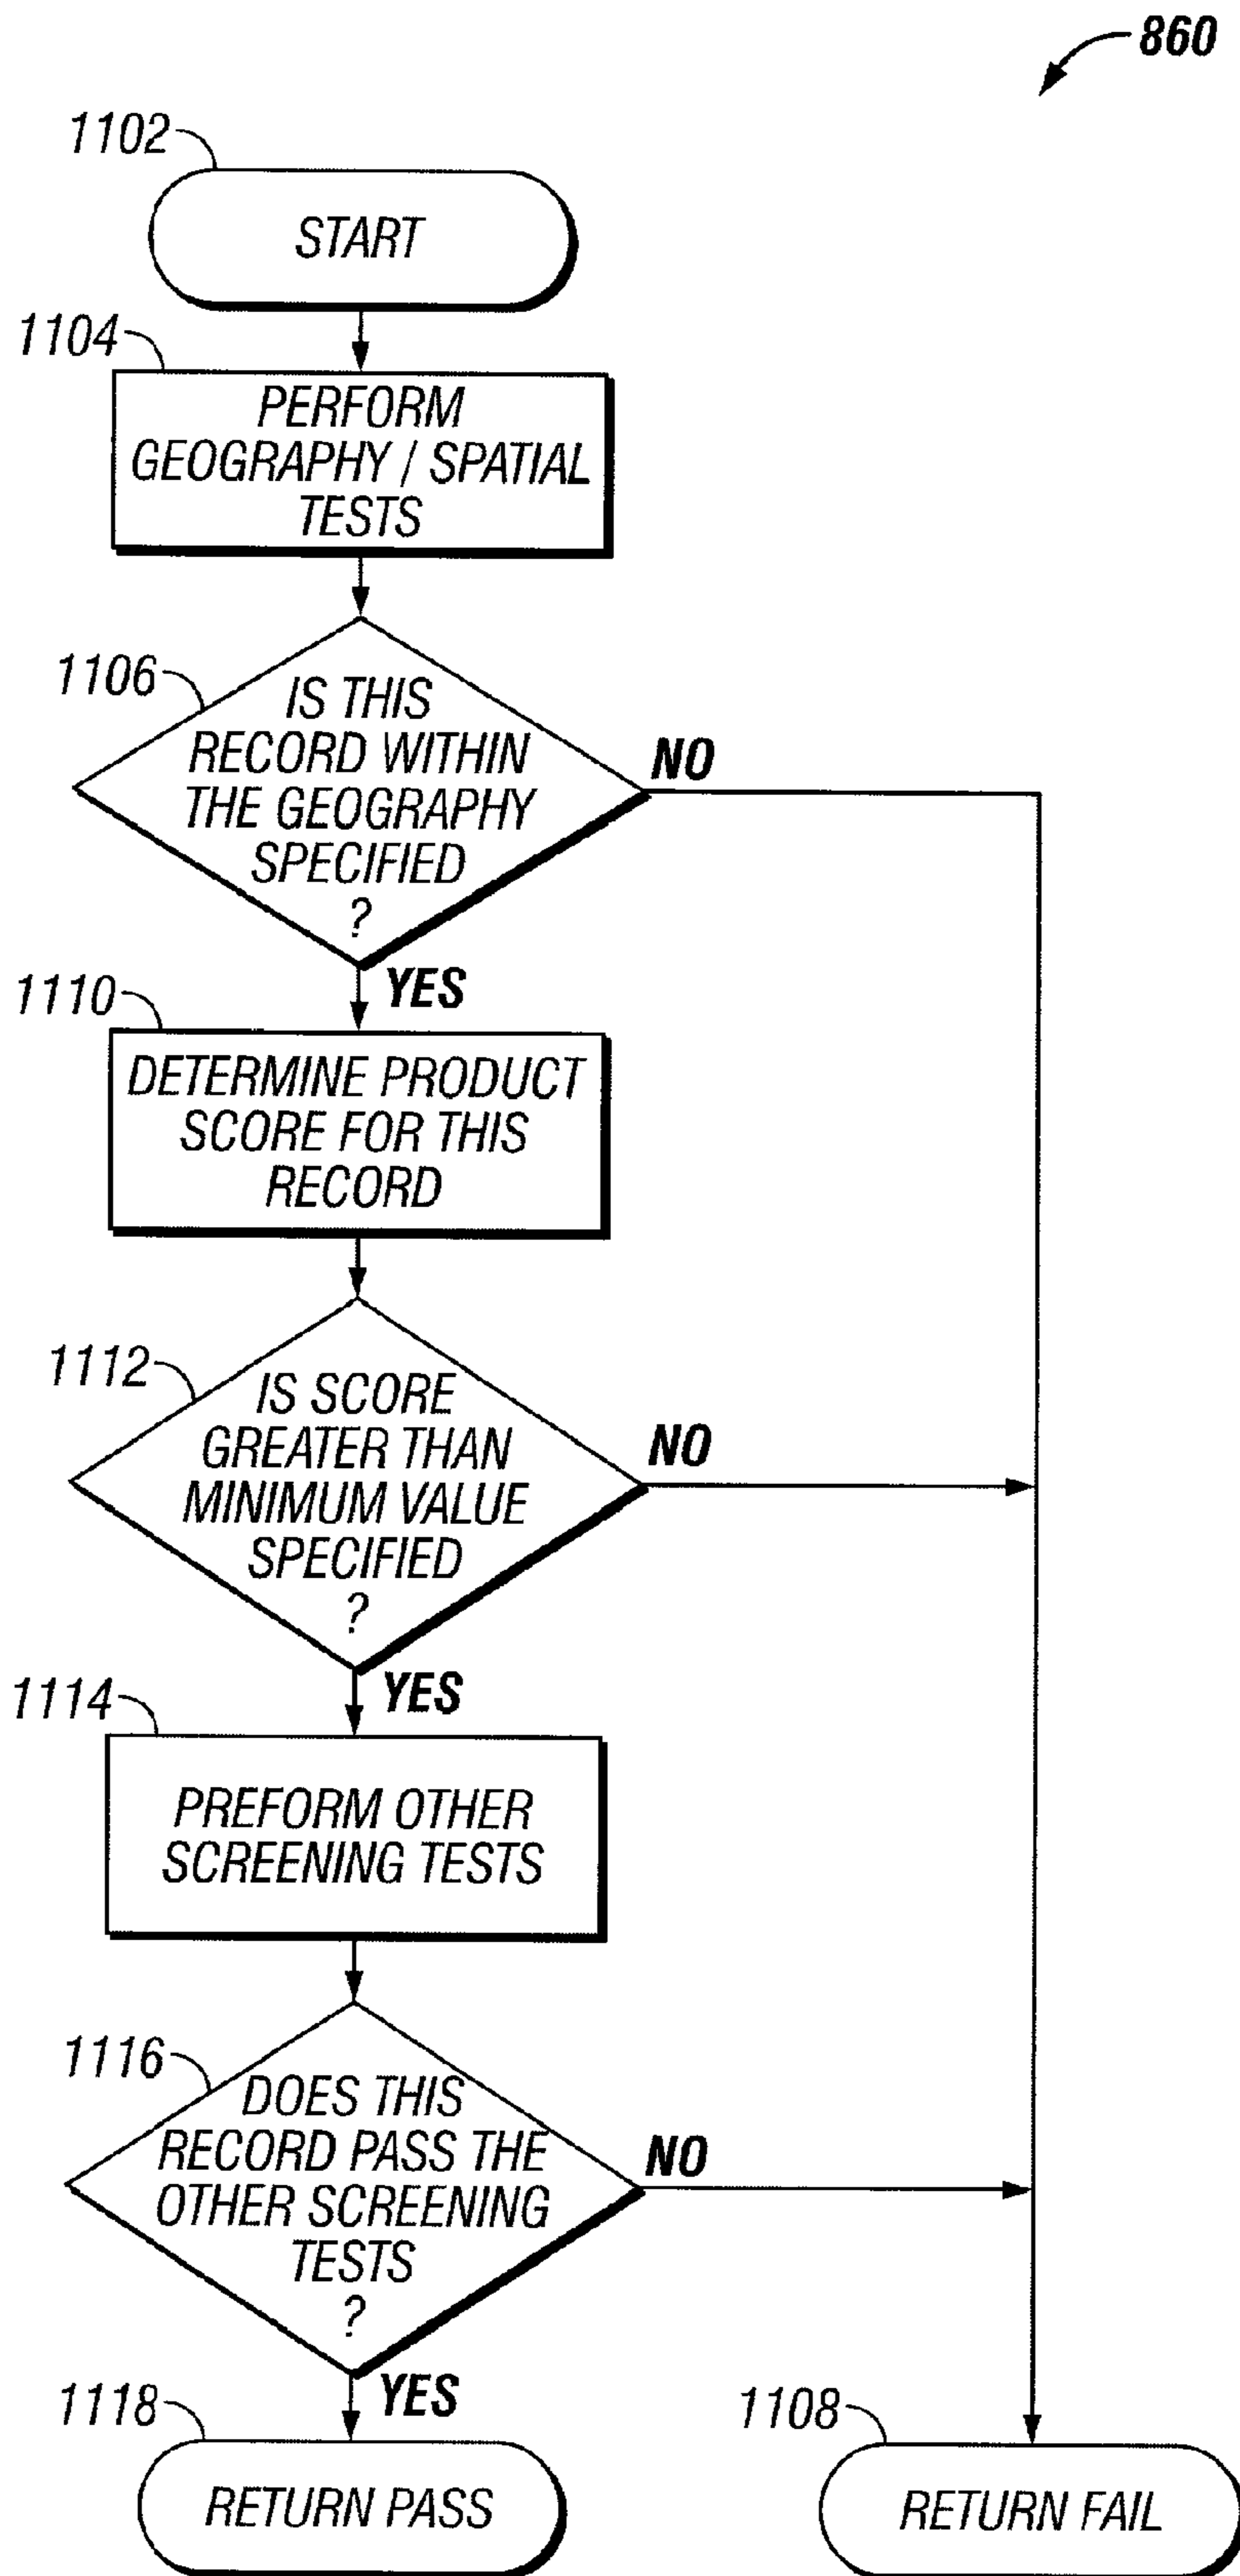 860
1102
START
1104
PERFORM
GEOGRAPHY / SPATIAL
TESTS
1106
IS THIS
RECORD WITHIN
THE GEOGRAPHY
SPECIFIED
?
NO
YES
1110
DETERMINE PRODUCT
SCORE FOR THIS
RECORD
1112
IS SCORE
GREATER THAN
MINIMUM VALUE
SPECIFIED
?
NO
YES
1114
PREFORM OTHER
SCREENING TESTS
1116
DOES THIS
RECORD PASS THE
OTHER SCREENING
TESTS
?
NO
YES
1118
RETURN PASS
1108
RETURN FAIL